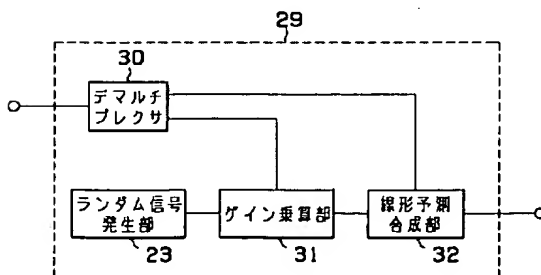 29
30
デマルチ
プレクサ
ランダム信号
発生部
ゲイン乗算部
線形予測
合成部
23
31
32